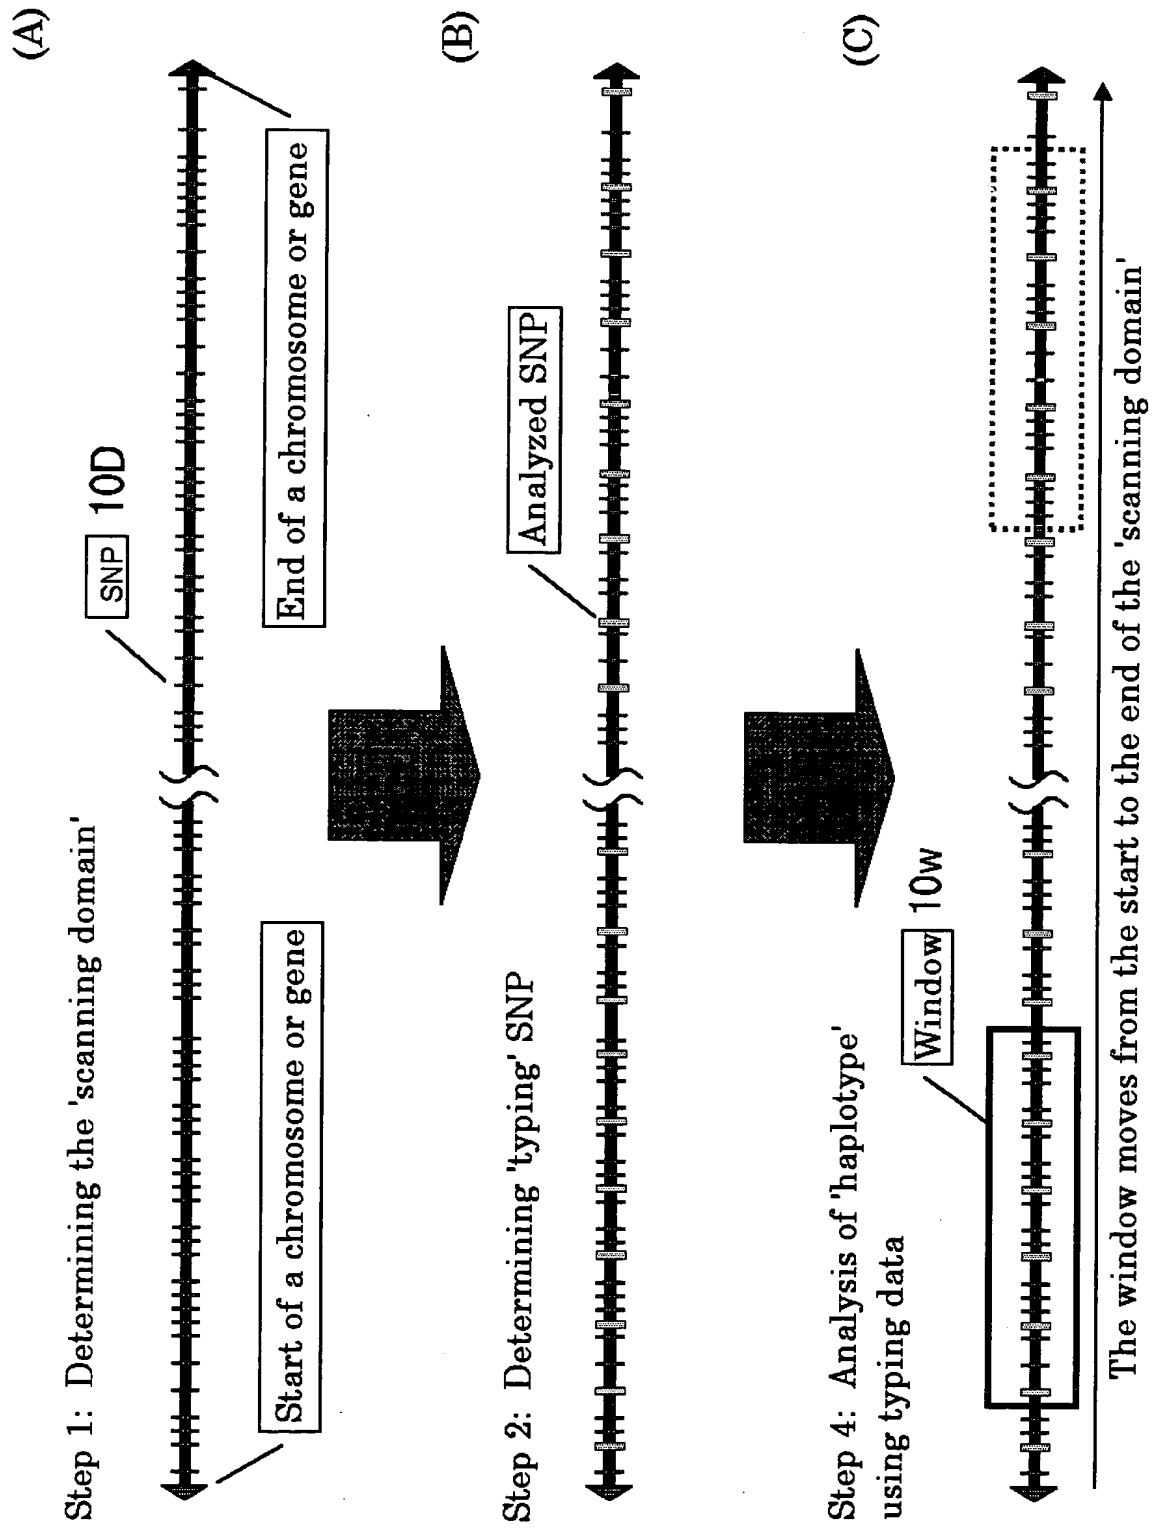 (A)
Step 1: Determining the 'scanning domain'
SNP 10D
Start of a chromosome or gene
End of a chromosome or gene
(B)
Step 2: Determining 'typing' SNP
Analyzed SNP
(C)
Step 4: Analysis of 'haplotype'
using typing data
Window 10w
The window moves from the start to the end of the 'scanning domain'